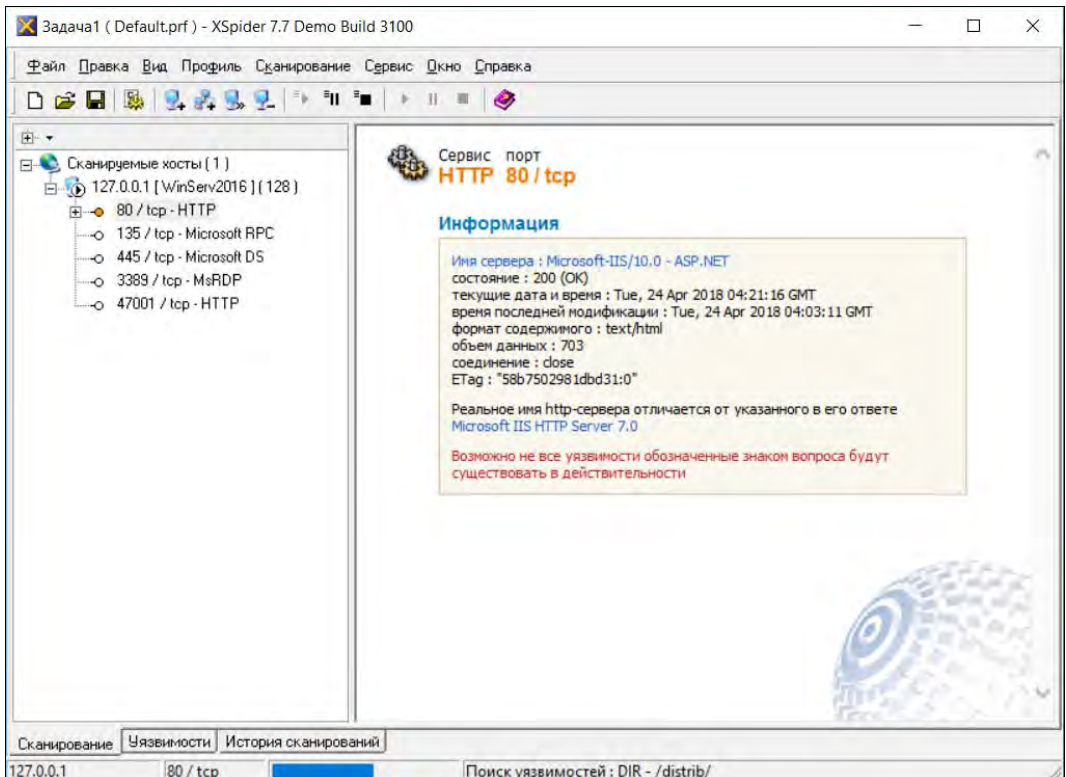 Задача1 ( Default.prf ) - XSpider 7.7 Demo Build 3100
Файл Правка Вид Профиль Сканирование Сервис Окно Справка
Сканируемые хосты ( 1 )
127.0.0.1 [ WinServ2016 ] ( 128 )
80 / tcp - HTTP
135 / tcp - Microsoft RPC
445 / tcp - Microsoft DS
3389 / tcp - MsRDP
47001 / tcp - HTTP
Сервис порт
HTTP 80 / tcp
Информация
Имя сервера : Microsoft-IIS/10.0 - ASP.NET
состояние : 200 (OK)
текущие дата и время : Tue, 24 Apr 2018 04:21:16 GMT
время последней модификации : Tue, 24 Apr 2018 04:03:11 GMT
формат содержимого : text/html
объем данных : 703
соединение : close
ETag : "58b7502981dbd31:0"
Реальное имя http-сервера отличается от указанного в его ответе
Microsoft IIS HTTP Server 7.0
Возможно не все уязвимости обозначенные знаком вопроса будут
существовать в действительности
Сканирование Уязвимости История сканирований
127.0.0.1 80 / tcp Поиск уязвимостей : DIR - /distrib/